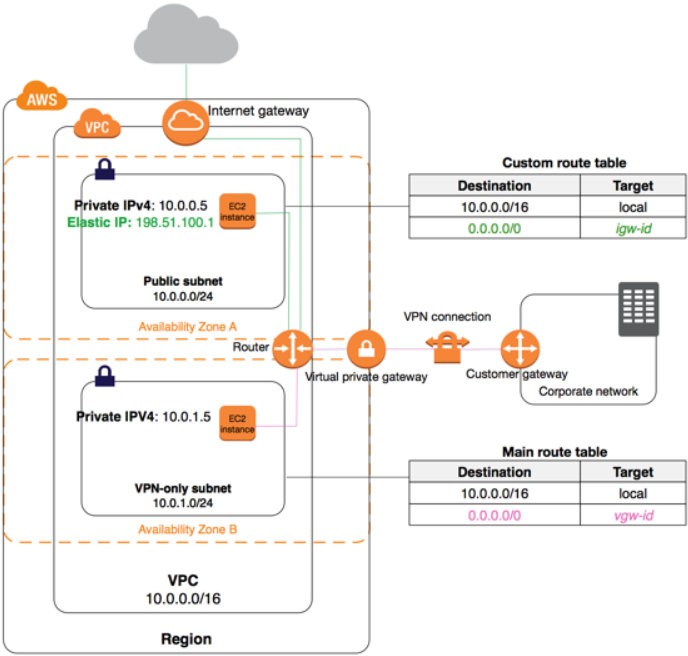 AWS
Internet gateway
VPC
Private IPv4: 10.0.0.5
Elastic IP: 198.51.100.1
EC2
instance
Public subnet
10.0.0.0/24
Availability Zone A
Custom route table
Destination Target
10.0.0.0/16 local
0.0.0.0/0 igw-id
Router
Virtual private gateway
VPN connection
Customer gateway
Corporate network
Private IPV4: 10.0.1.5
EC2
instance
VPN-only subnet
10.0.1.0/24
Availability Zone B
Main route table
Destination Target
10.0.0.0/16 local
0.0.0.0/0 vgw-id
VPC
10.0.0.0/16
Region